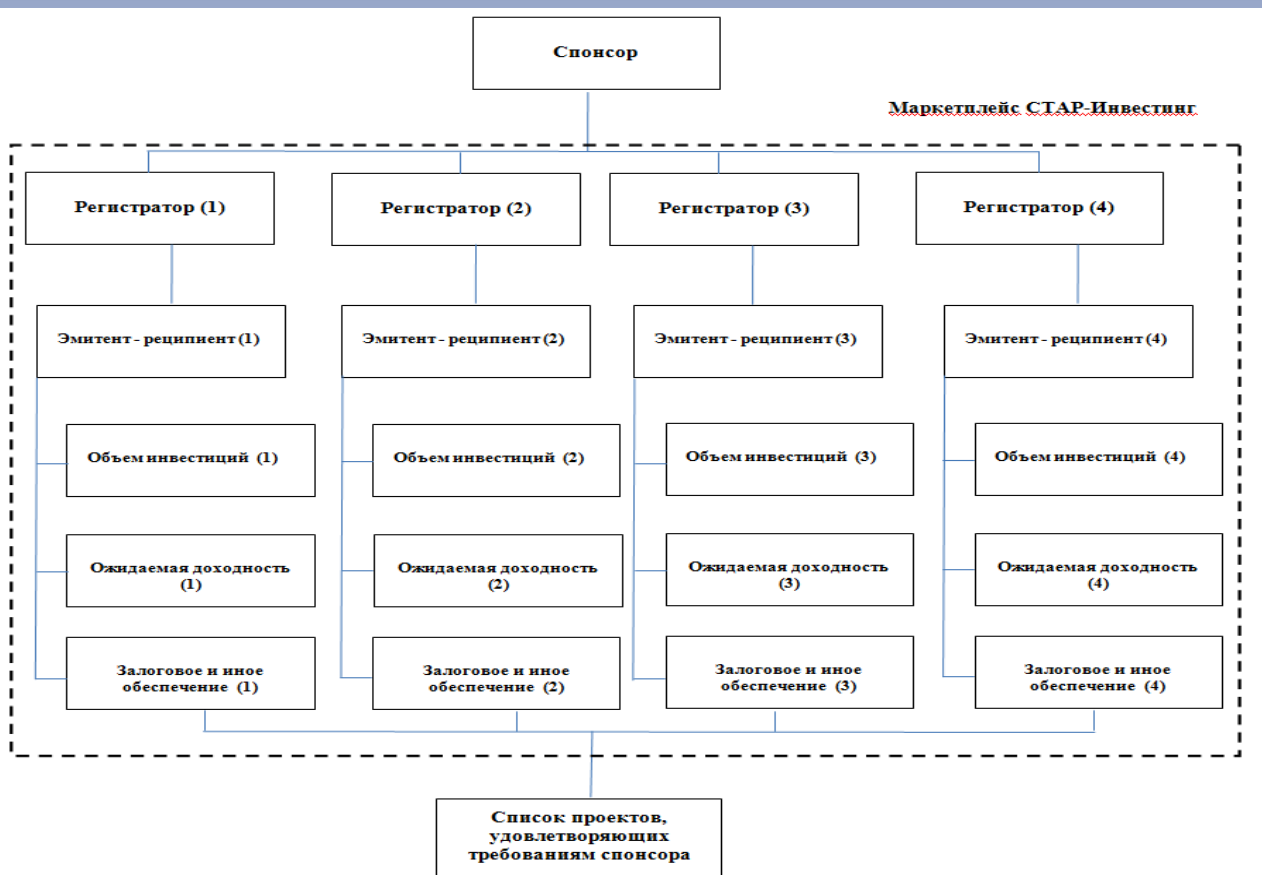 Спонсор
Маркетплейс СТАР-Инвестинг
Регистратор (1)
Регистратор (2)
Регистратор (3)
Регистратор (4)
Эмитент - реципиент (1)
Эмитент - реципиент (2)
Эмитент - реципиент (3)
Эмитент - реципиент (4)
Объем инвестиций (1)
Объем инвестиций (2)
Объем инвестиций (3)
Объем инвестиций (4)
Ожидаемая доходность
(1)
Ожидаемая доходность
(2)
Ожидаемая доходность
(3)
Ожидаемая доходность
(4)
Залоговое и иное
обеспечение (1)
Залоговое и иное
обеспечение (2)
Залоговое и иное
обеспечение (3)
Залоговое и иное
обеспечение (4)
Список проектов,
удовлетворяющих
требованиям спонсора